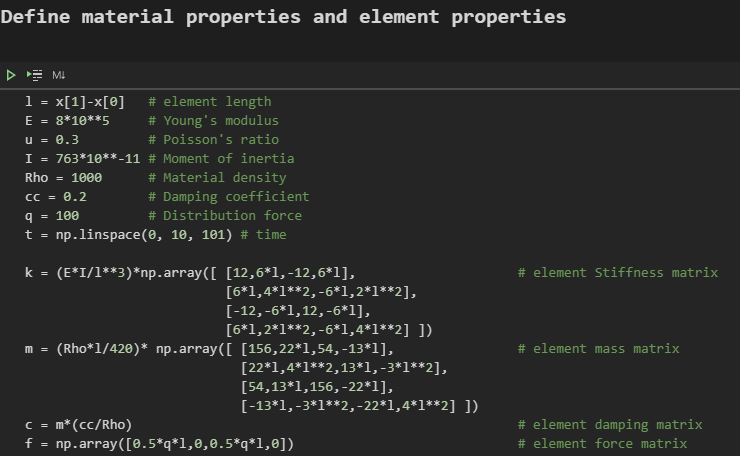 Define material properties and element properties
M↓
l = x[1]-x[0]   # element length
E = 8*10**5     # Young's modulus
u = 0.3         # Poisson's ratio
I = 763*10**-11 # Moment of inertia
Rho = 1000      # Material density
cc = 0.2        # Damping coefficient
q = 100         # Distribution force
t = np.linspace(0, 10, 101) # time
k = (E*I/l**3)*np.array([ [12,6*l,-12,6*l],                     # element Stiffness matrix
[6*l,4*l**2,-6*l,2*l**2],
[-12,-6*l,12,-6*l],
[6*l,2*l**2,-6*l,4*l**2] ])
m = (Rho*l/420)* np.array([ [156,22*l,54,-13*l],                # element mass matrix
[22*l,4*l**2,13*l,-3*l**2],
[54,13*l,156,-22*l],
[-13*l,-3*l**2,-22*l,4*l**2] ])
c = m*(cc/Rho)                                                  # element damping matrix
f = np.array([0.5*q*l,0,0.5*q*l,0])                             # element force matrix